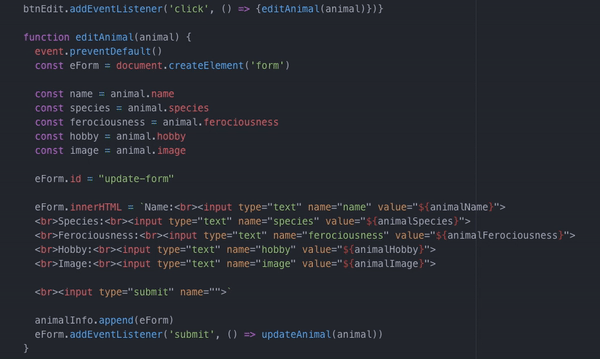 btnEdit.addEventListener('click', () => {editAnimal(animal)})}
function editAnimal(animal) {
event.preventDefault()
const eForm = document.createElement('form')
const name = animal.name
const species = animal.species
const ferociousness = animal.ferociousness
const hobby = animal.hobby
const image = animal.image
eForm.id = "update-form"
eForm.innerHTML = `Name:<br><input type="text" name="name" value="${animalName}">
<br>Species:<br><input type="text" name="species" value="${animalSpecies}">
<br>Ferociousness:<br><input type="text" name="ferociousness" value="${animalFerociousness}">
<br>Hobby:<br><input type="text" name="hobby" value="${animalHobby}">
<br>Image:<br><input type="text" name="image" value="${animalImage}">
<br><input type="submit" name="">`
animalInfo.append(eForm)
eForm.addEventListener('submit', () => updateAnimal(animal))
}